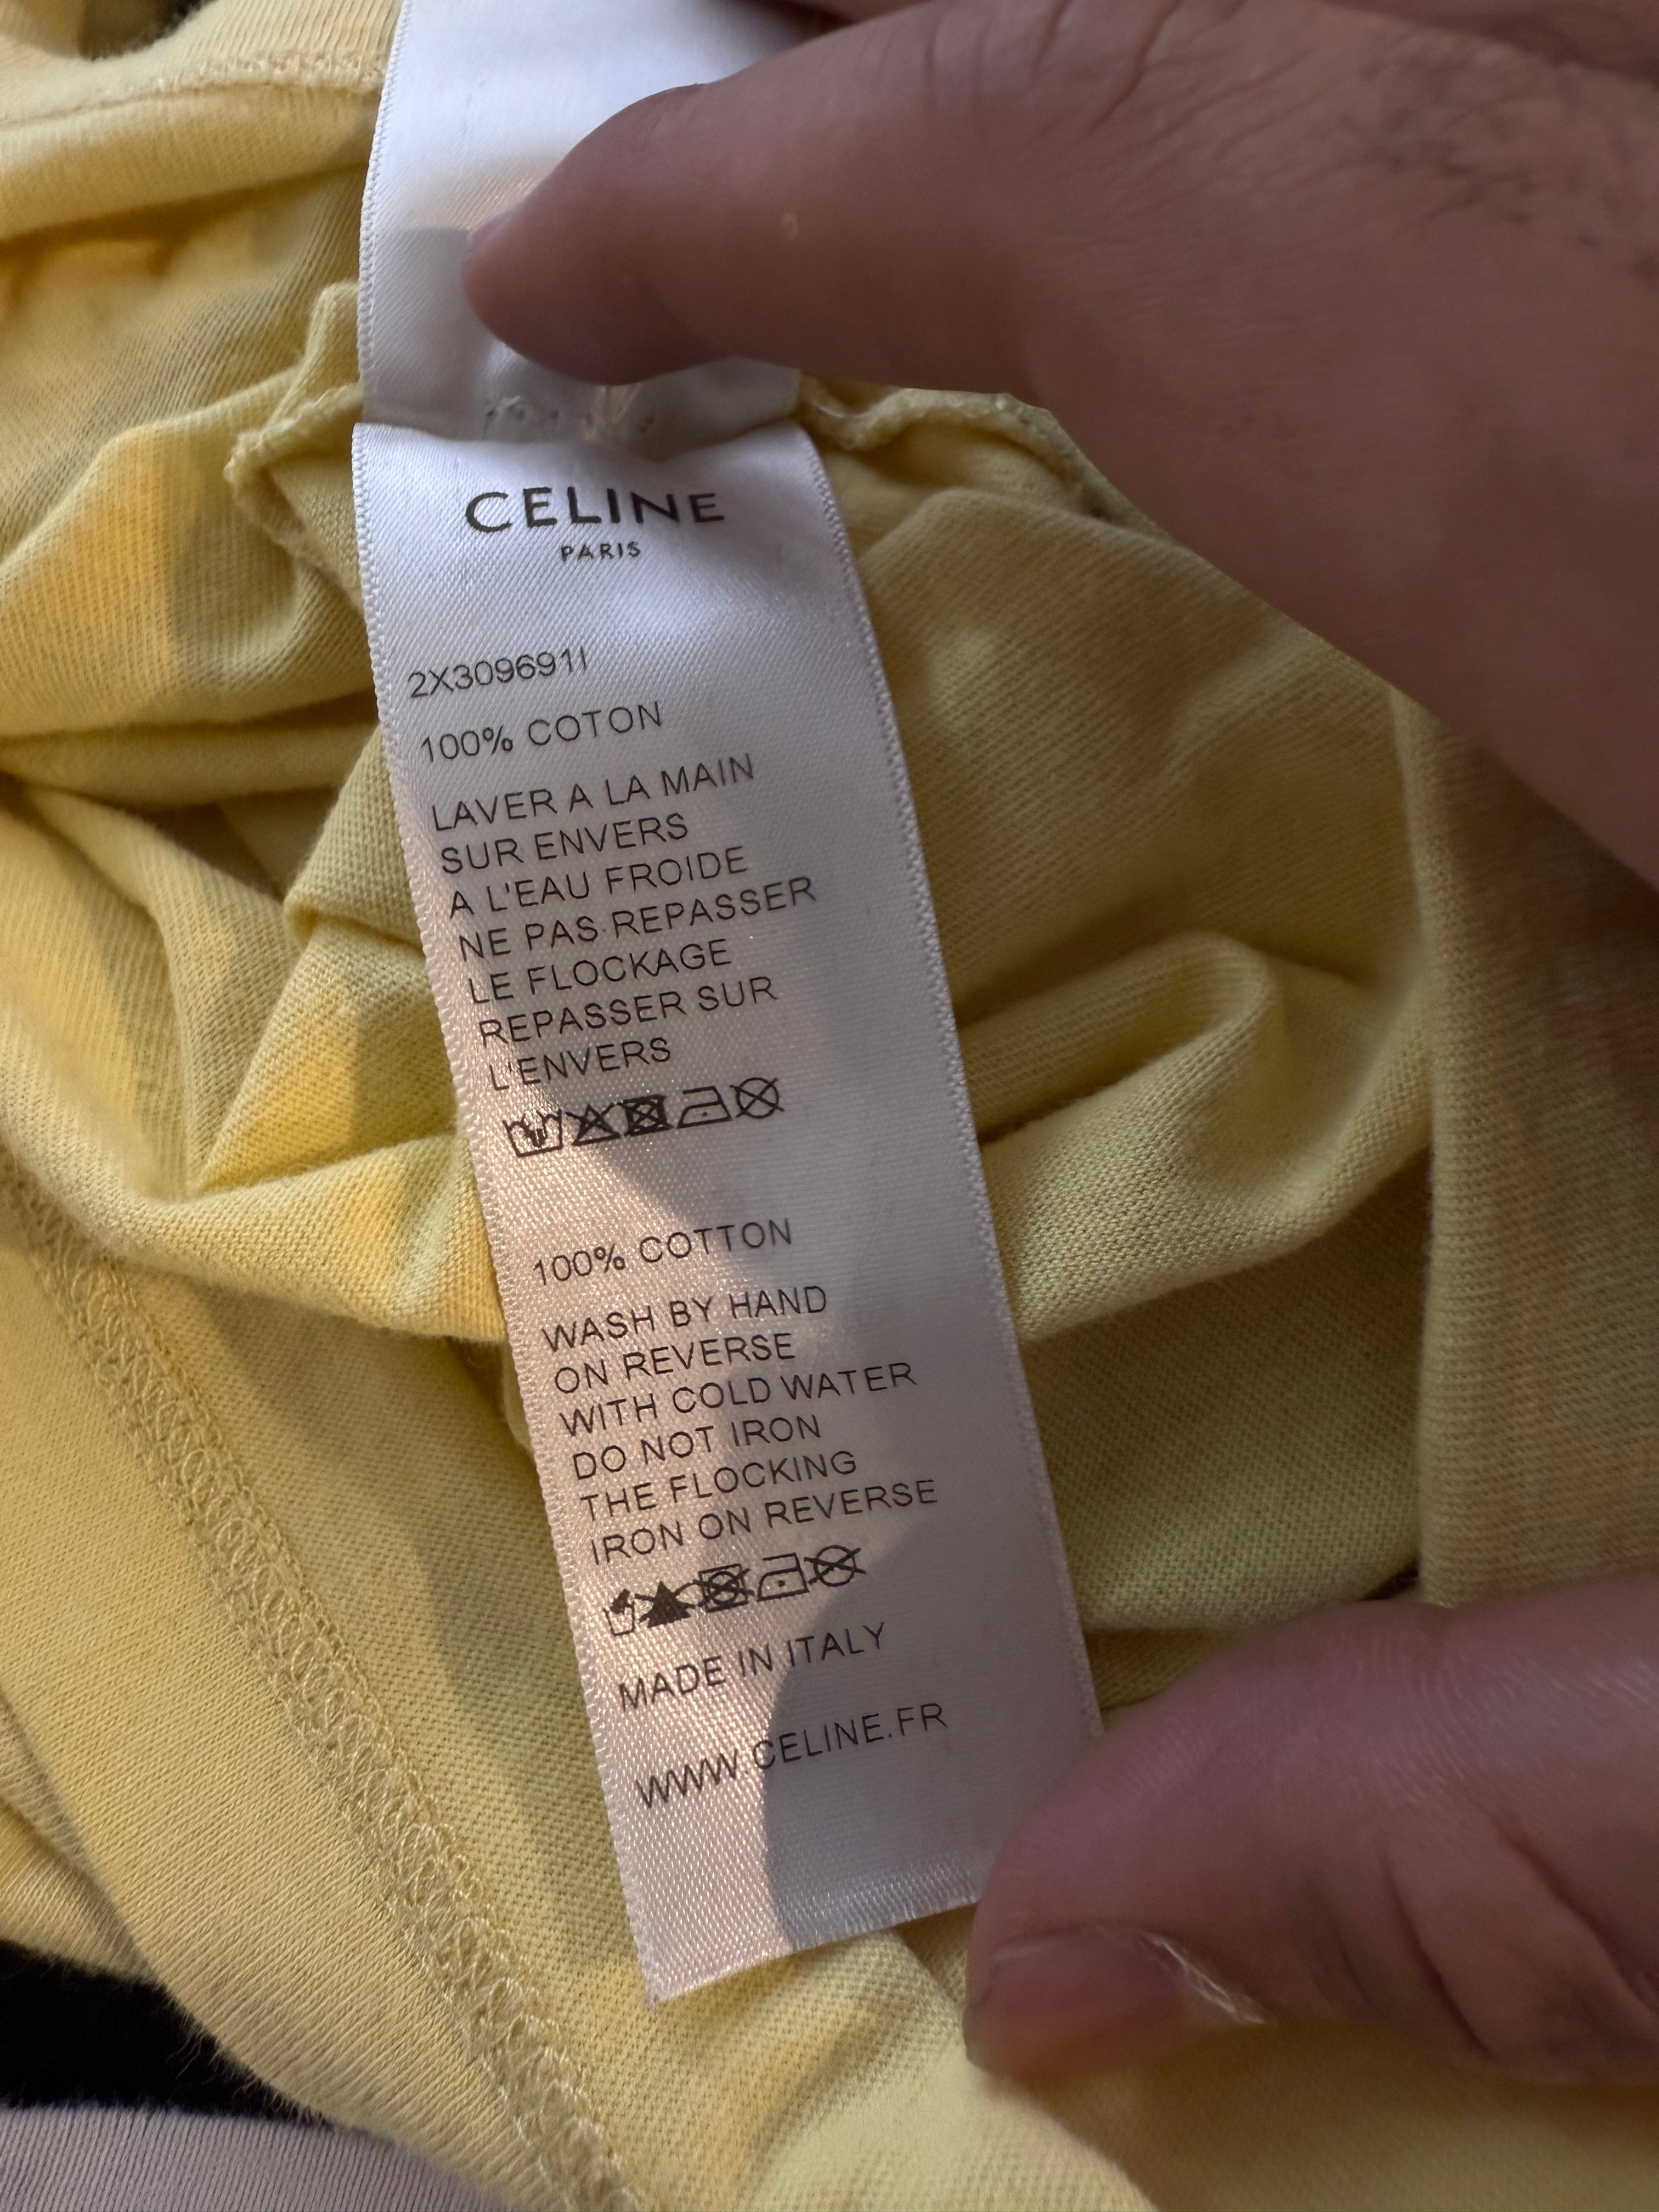 CELINE
PARIS
2X309691I
100% COTON
LAVER A LA MAIN
SUR ENVERS
A L'EAU FROIDE
NE PAS REPASSER
LE FLOCKAGE
REPASSER SUR
L'ENVERS
100% COTTON
WASH BY HAND
ON REVERSE
WITH COLD WATER
DO NOT IRON
THE FLOCKING
IRON ON REVERSE
MADE IN ITALY
WWW.CELINE.FR